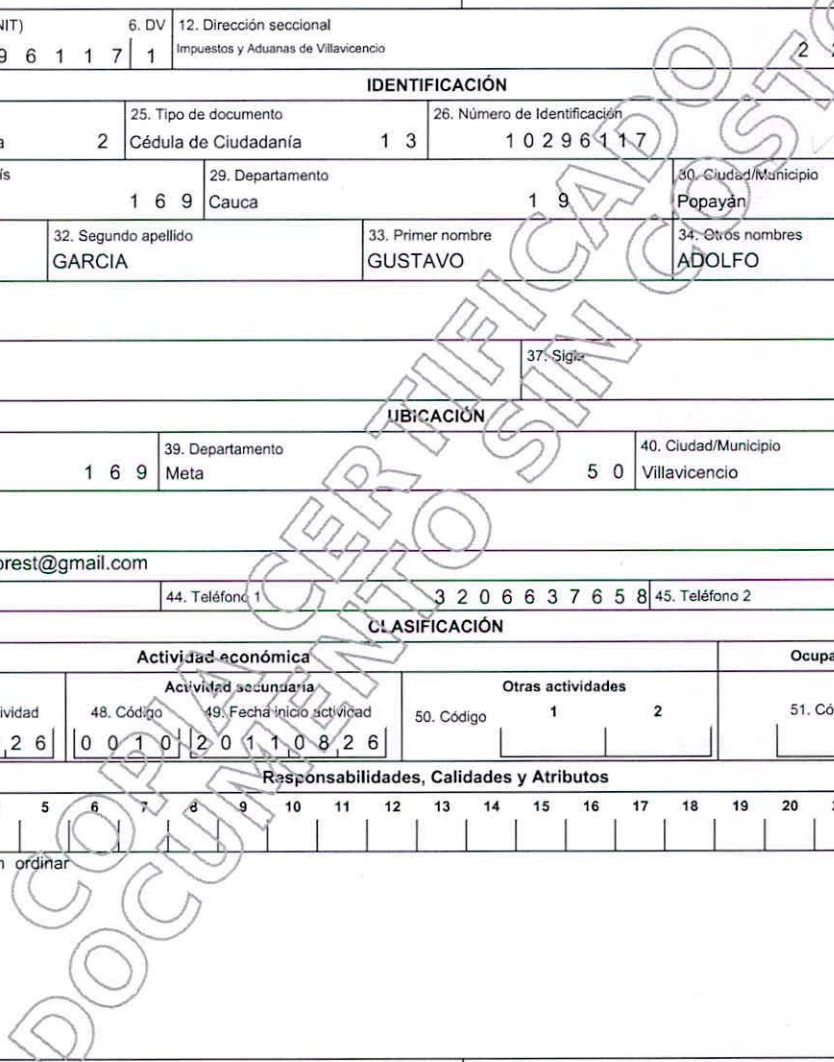 NIT) 6. DV 12. Dirección seccional
9 6 1 1 7 1 Impuestos y Aduanas de Villavicencio 2
IDENTIFICACIÓN
25. Tipo de documento 26. Número de Identificación
a 2 Cédula de Ciudadanía 1 3 1 0 2 9 6 1 1 7
ís 29. Departamento 30. Ciudad/Municipio
1 6 9 Cauca 1 9 Popayán
32. Segundo apellido 33. Primer nombre 34. Otros nombres
GARCIA GUSTAVO ADOLFO
37. Sigla
UBICACIÓN
39. Departamento 40. Ciudad/Municipio
1 6 9 Meta 5 0 Villavicencio
orest@gmail.com
44. Teléfono 1 3 2 0 6 6 3 7 6 5 8 45. Teléfono 2
CLASIFICACIÓN
Actividad económica Ocupa
Actividad secundaria Otras actividades
ividad 48. Código 49. Fecha inicio actividad 50. Código 1 2 51. Có
2 6 0 0 1 0 2 0 1 1 0 8 2 6
Responsabilidades, Calidades y Atributos
5 6 7 8 9 10 11 12 13 14 15 16 17 18 19 20
n ordinar
COPIA CERTIFICADO
DOCUMENTO SIN COSTO